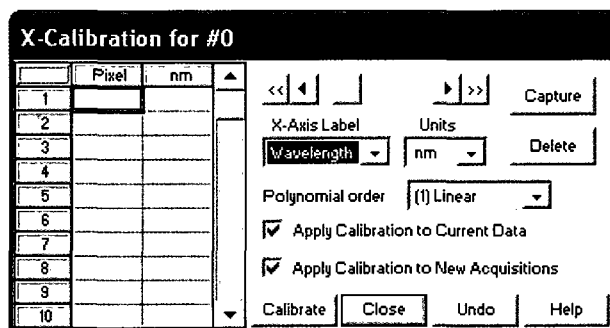 X-Calibration for #0
Pixel nm
1
2
3
4
5
6
7
8
9
10
<< >>
Capture
X-Axis Label Units
Wavelength nm
Delete
Polynomial order (1) Linear
Apply Calibration to Current Data
Apply Calibration to New Acquisitions
Calibrate Close Undo Help